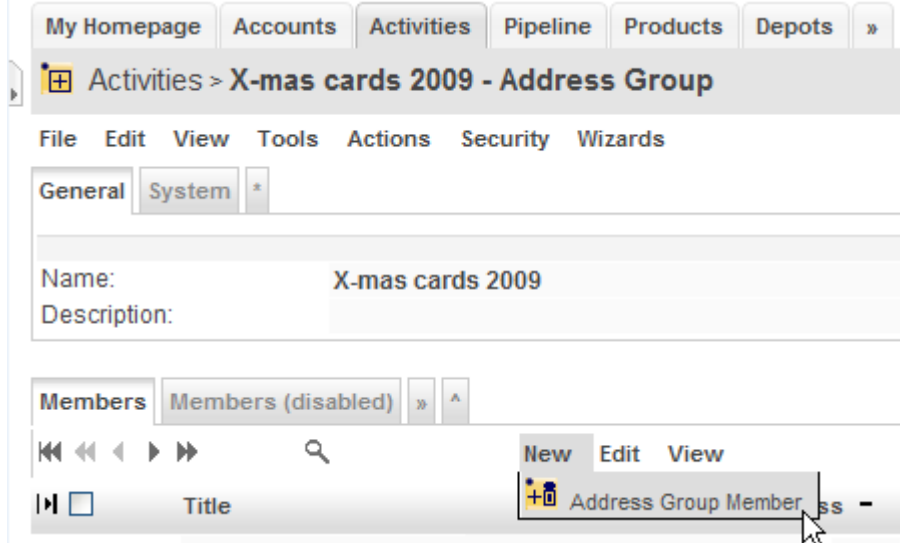 My Homepage Accounts Activities Pipeline Products Depots »
Activities > X-mas cards 2009 - Address Group
File Edit View Tools Actions Security Wizards
General System *
Name: X-mas cards 2009
Description:
Members Members (disabled) » ^
New Edit View
Title
Address Group Member